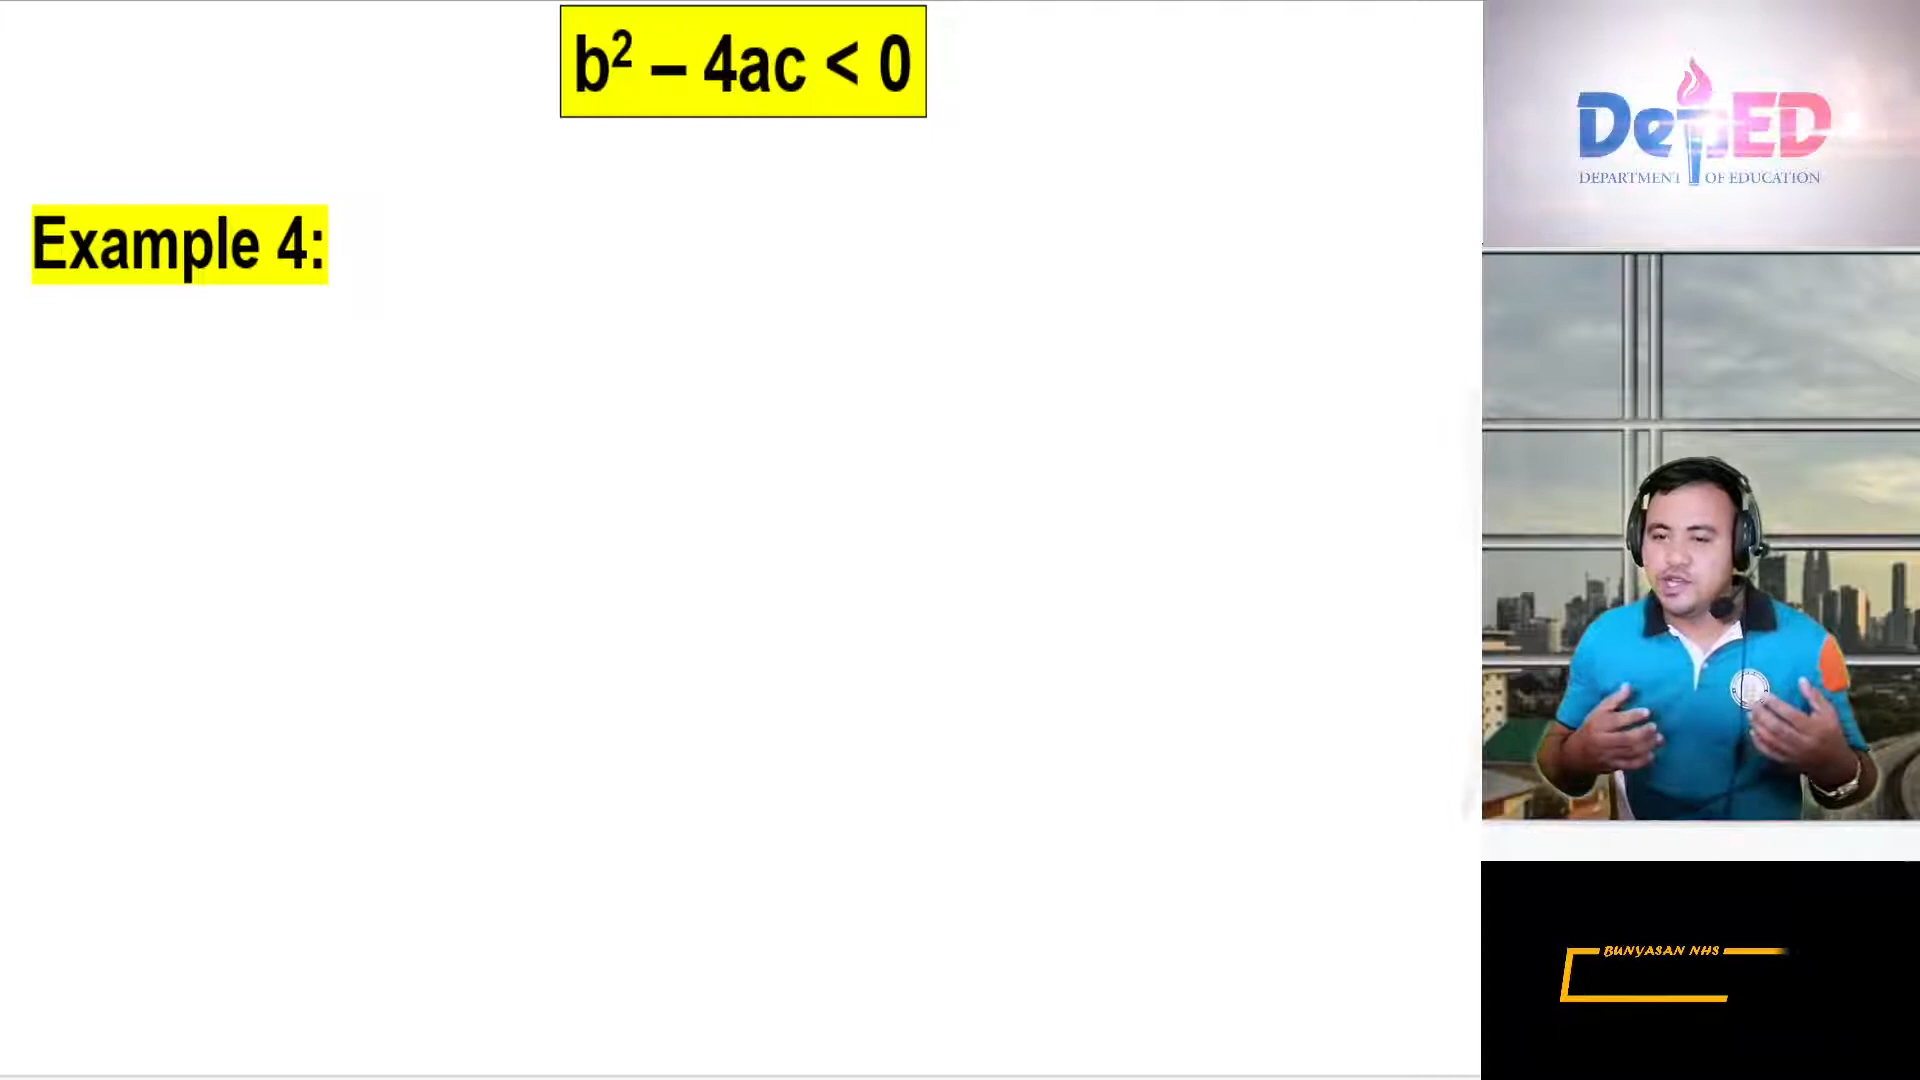 b² – 4ac < 0
DepED
DEPARTMENT OF EDUCATION
Example 4:
BUNYASAN NHS